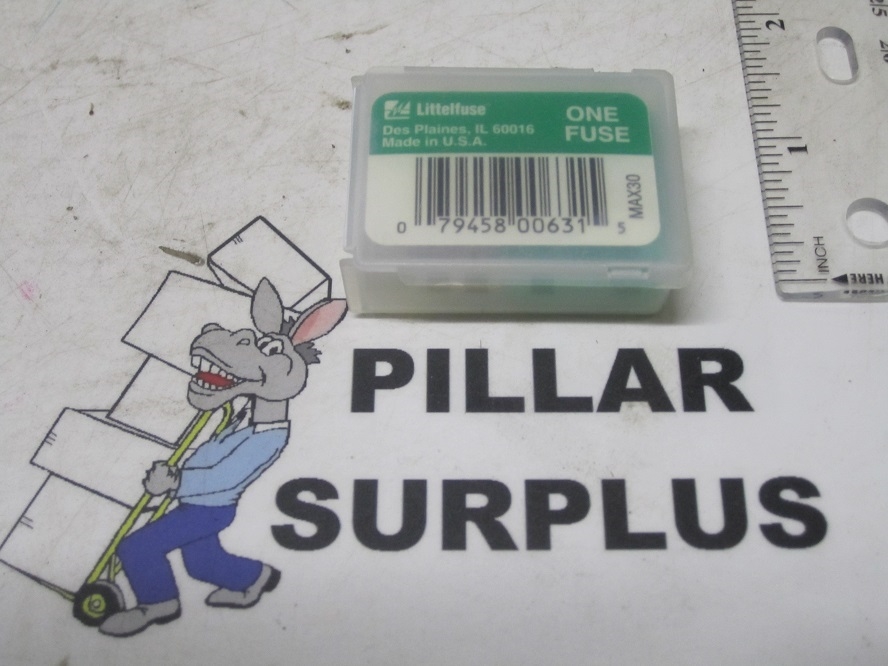 Littelfuse
ONE
FUSE
Des Plaines, IL 60016
Made in U.S.A.
MAX30
0 79458 00631 5
2
1
INCH
HERE
PILLAR
SURPLUS